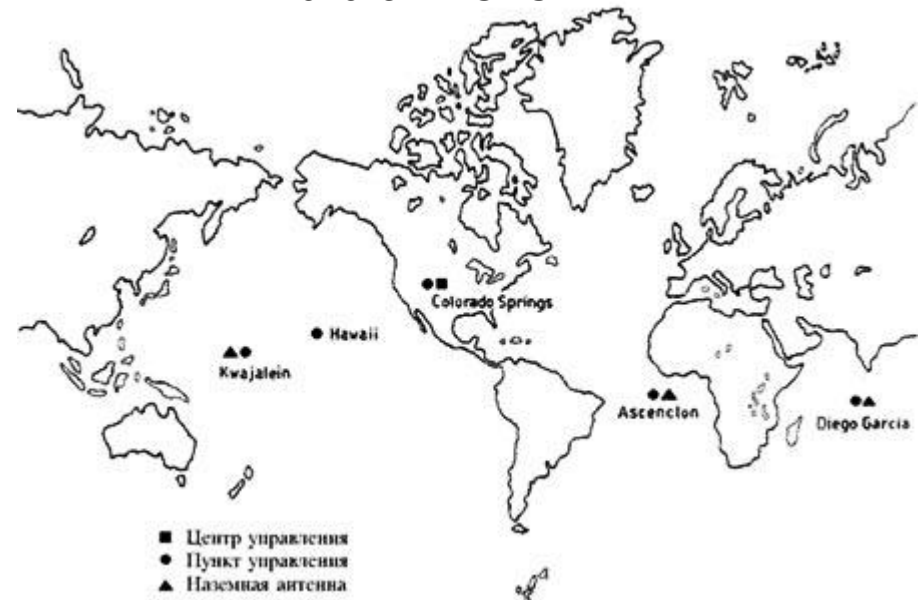 Colorado Springs
Hawaii
Kwajalein
Ascencion
Diego Garcia
Центр управления
Пункт управления
Наземная антенна